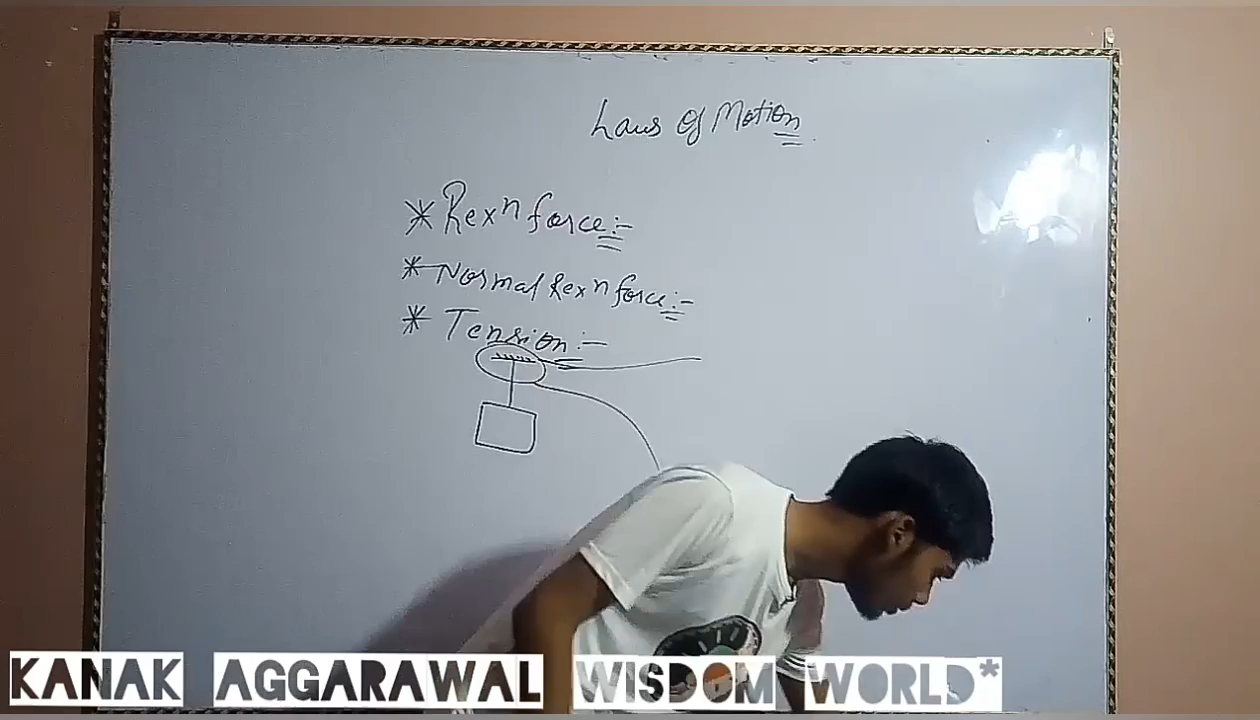 Laws Of Motion
* Rexⁿ force:-
* Normal Rexⁿ force:-
* Tension:-
KANAK AGGARAWAL WISDOM WORLD*